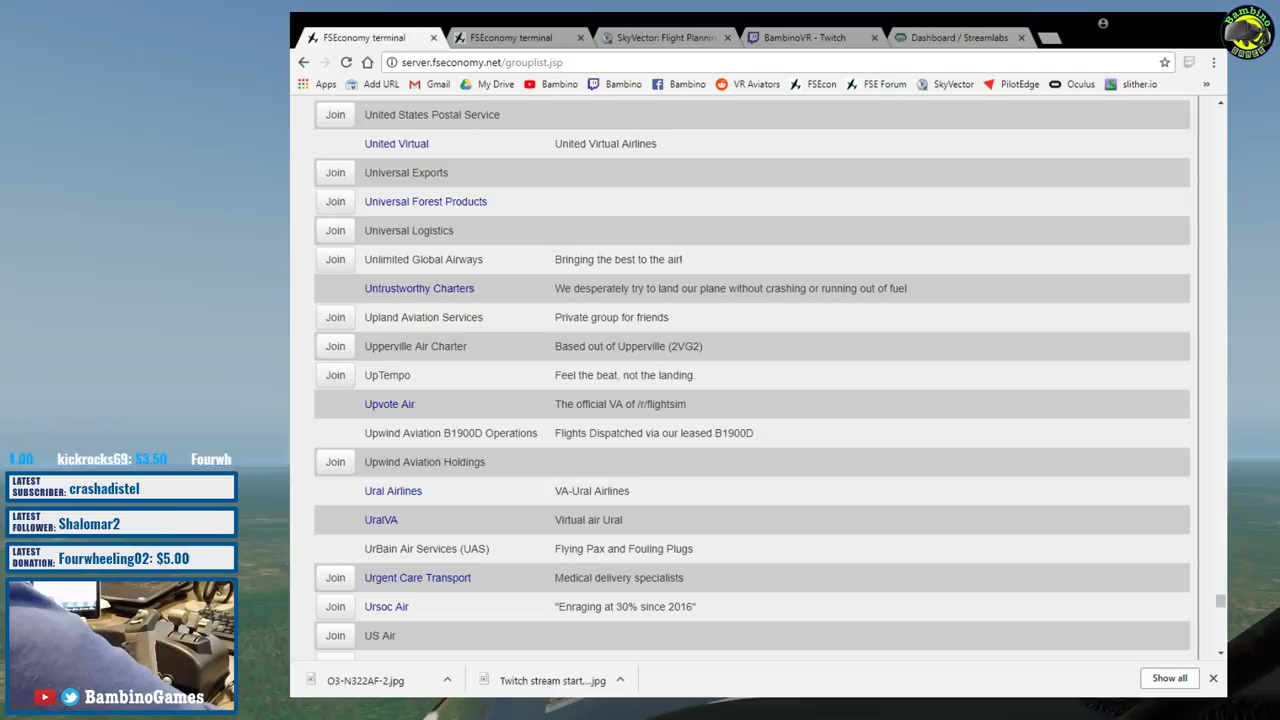 Bambino
GAMES
FSEconomy terminal
FSEconomy terminal
SkyVector: Flight Plannin
BambinoVR - Twitch
Dashboard / Streamlabs
server.fseconomy.net/grouplist.jsp
Apps
Add URL
Gmail
My Drive
Bambino
Bambino
Bambino
VR Aviators
FSEcon
FSE Forum
SkyVector
PilotEdge
Oculus
slither.io
»
Join United States Postal Service
United Virtual United Virtual Airlines
Join Universal Exports
Join Universal Forest Products
Join Universal Logistics
Join Unlimited Global Airways Bringing the best to the air!
Untrustworthy Charters We desperately try to land our plane without crashing or running out of fuel
Join Upland Aviation Services Private group for friends
Join Upperville Air Charter Based out of Upperville (2VG2)
Join UpTempo Feel the beat, not the landing.
Upvote Air The official VA of /r/flightsim
Upwind Aviation B1900D Operations Flights Dispatched via our leased B1900D
Join Upwind Aviation Holdings
Ural Airlines VA-Ural Airlines
UralVA Virtual air Ural
UrBain Air Services (UAS) Flying Pax and Fouling Plugs
Join Urgent Care Transport Medical delivery specialists
Join Ursoc Air "Enraging at 30% since 2016"
Join US Air
O3-N322AF-2.jpg
Twitch stream start....jpg
Show all
1.00 kickrocks69: $3.50 Fourwh
LATEST
SUBSCRIBER: crashadistel
LATEST
FOLLOWER: Shalomar2
LATEST
DONATION: Fourwheeling02: $5.00
BambinoGames